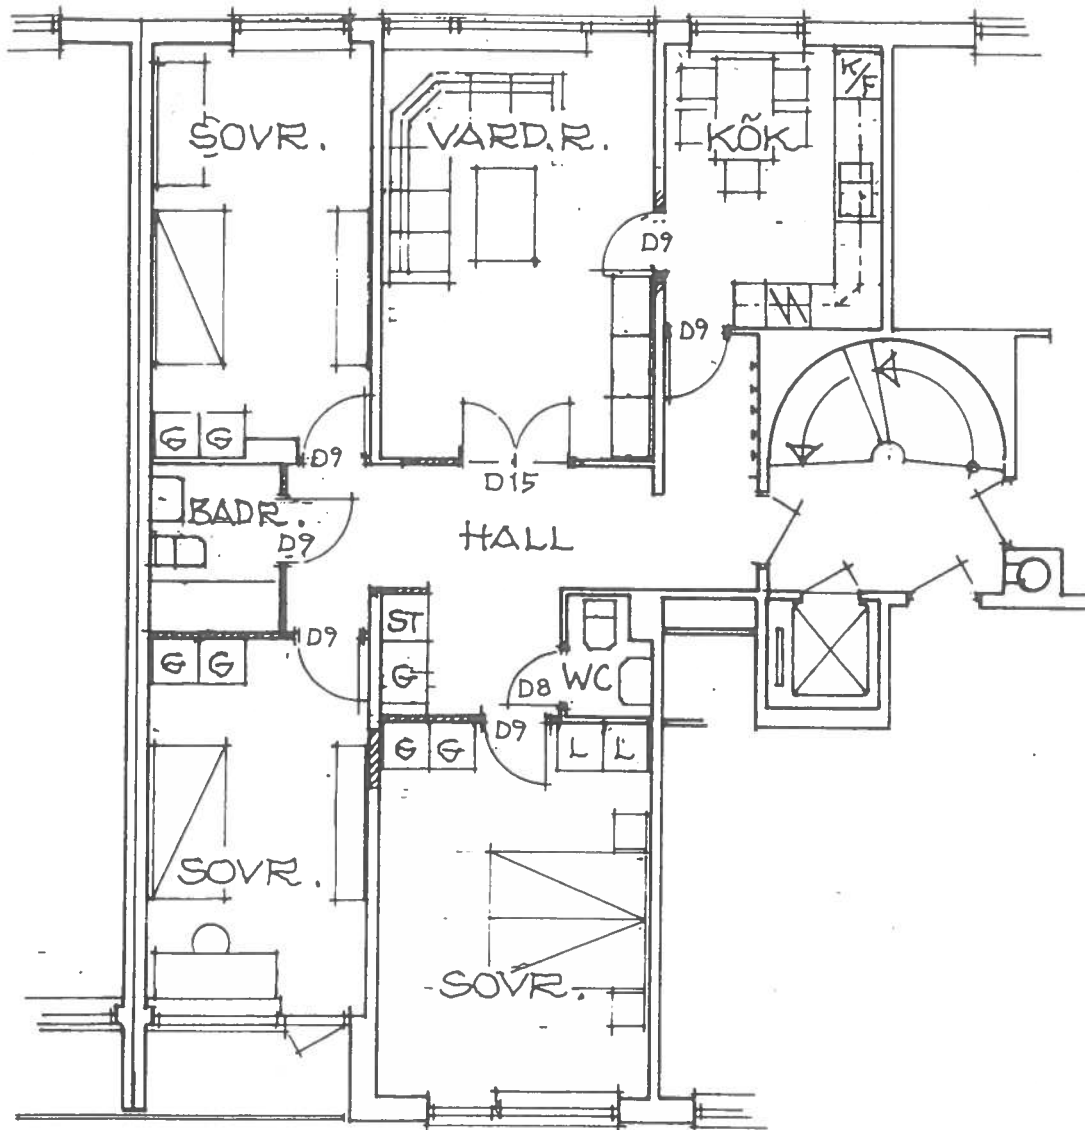 K/F
SOVR.
VARD.R.
KÖK
D9
D9
G G
D9
D15
BADR.
D9
HALL
ST
D9
G G
G
D8
WC
D9
G G
L L
SOVR.
SOVR.